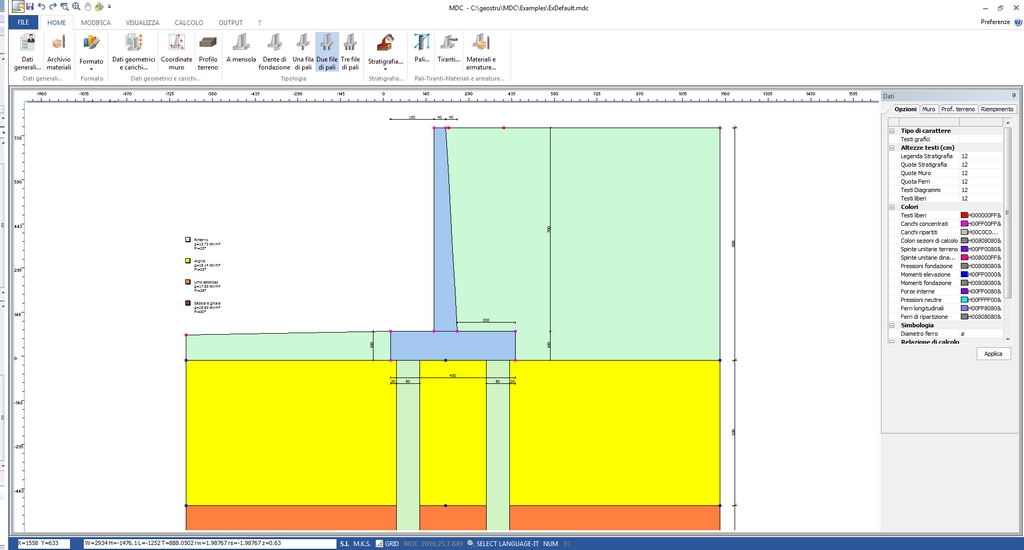 MDC - C:\geostru\MDC\Examples\ExDefault.mdc
FILE HOME MODIFICA VISUALIZZA CALCOLO OUTPUT ? Preferenze
Dati generali... Archivio materiali Formato Dati geometrici e carichi... Coordinate muro Profilo terreno A mensola Dente di fondazione Una fila di pali Due file di pali Tre file di pali Stratigrafia... Pali... Tiranti... Materiali e armature...
Dati generali... Formato Dati geometrici e carichi... Tipologia Stratigrafia... Pali-Tiranti-Materiali e armature...
Dati
Opzioni Muro Prof. terreno Riempimento
Tipo di carattere
Testi grafici
Altezze testi (cm)
Legenda Stratigrafia 12
Quote Stratigrafia 12
Quote Muro 12
Quota Ferri 12
Testi Diagrammi 12
Testi liberi 12
Colori
Testi liberi &H000000FF&
Carichi concentrati &H00FF00FF&
Carichi ripartiti &H00C0C0...
Colori sezioni di calcolo &H00808080&
Spinte unitarie terreno &H00FF0080&
Spinte unitarie dina... &H008000FF&
Pressioni fondazione &H00808080&
Momenti elevazione &H00FF0000&
Momenti fondazione &H00808080&
Forze interne &H00FF0080&
Pressioni neutre &H00FFFF00&
Ferri longitudinali &H00FF8080&
Ferri di ripartizione &H00808080&
Simbologia
Diametro ferro ø
Relazione di calcolo
Applica
Argilla
X=1558 Y=633 W=2934 H=-1476.1 L=-1252 T=888.0502 rw=1.98767 rs=-1.98767 z=0.63 S.I. M.K.S. GRID MDC 2016.25.7.849 SELECT LANGUAGE-IT NUM